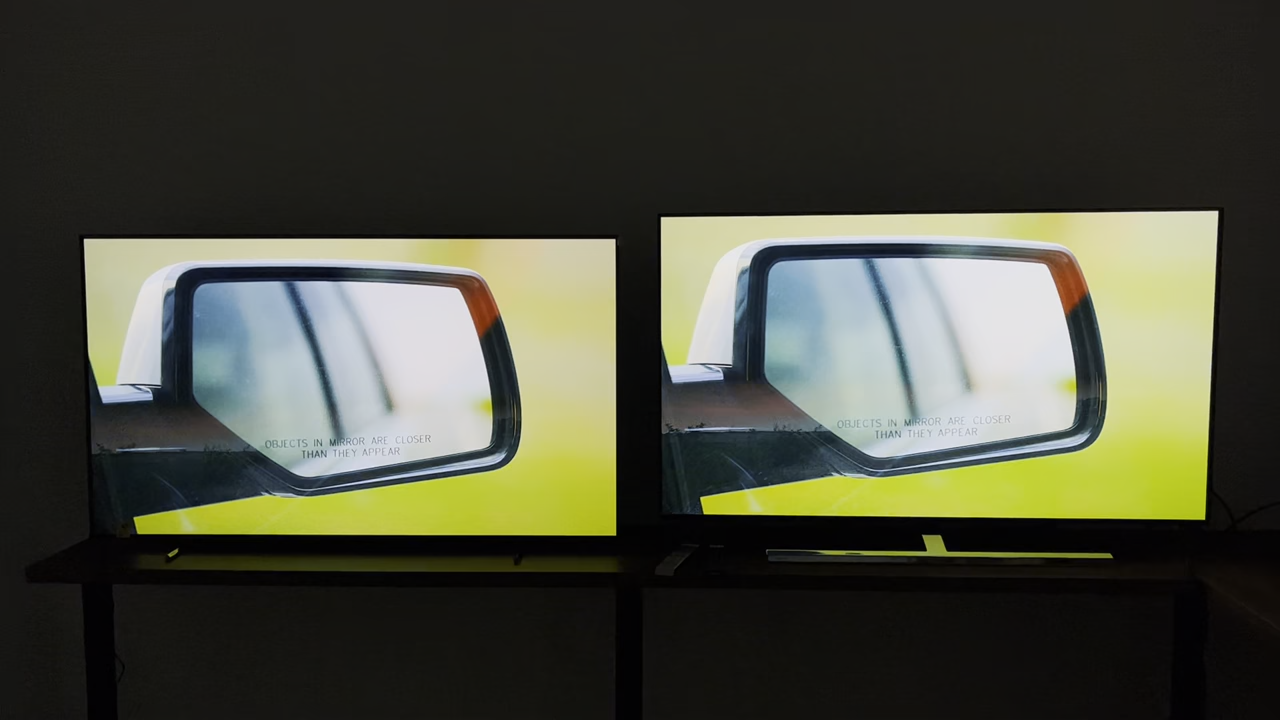 OBJECTS IN MIRROR ARE CLOSER
THAN THEY APPEAR
OBJECTS IN MIRROR ARE CLOSER
THAN THEY APPEAR